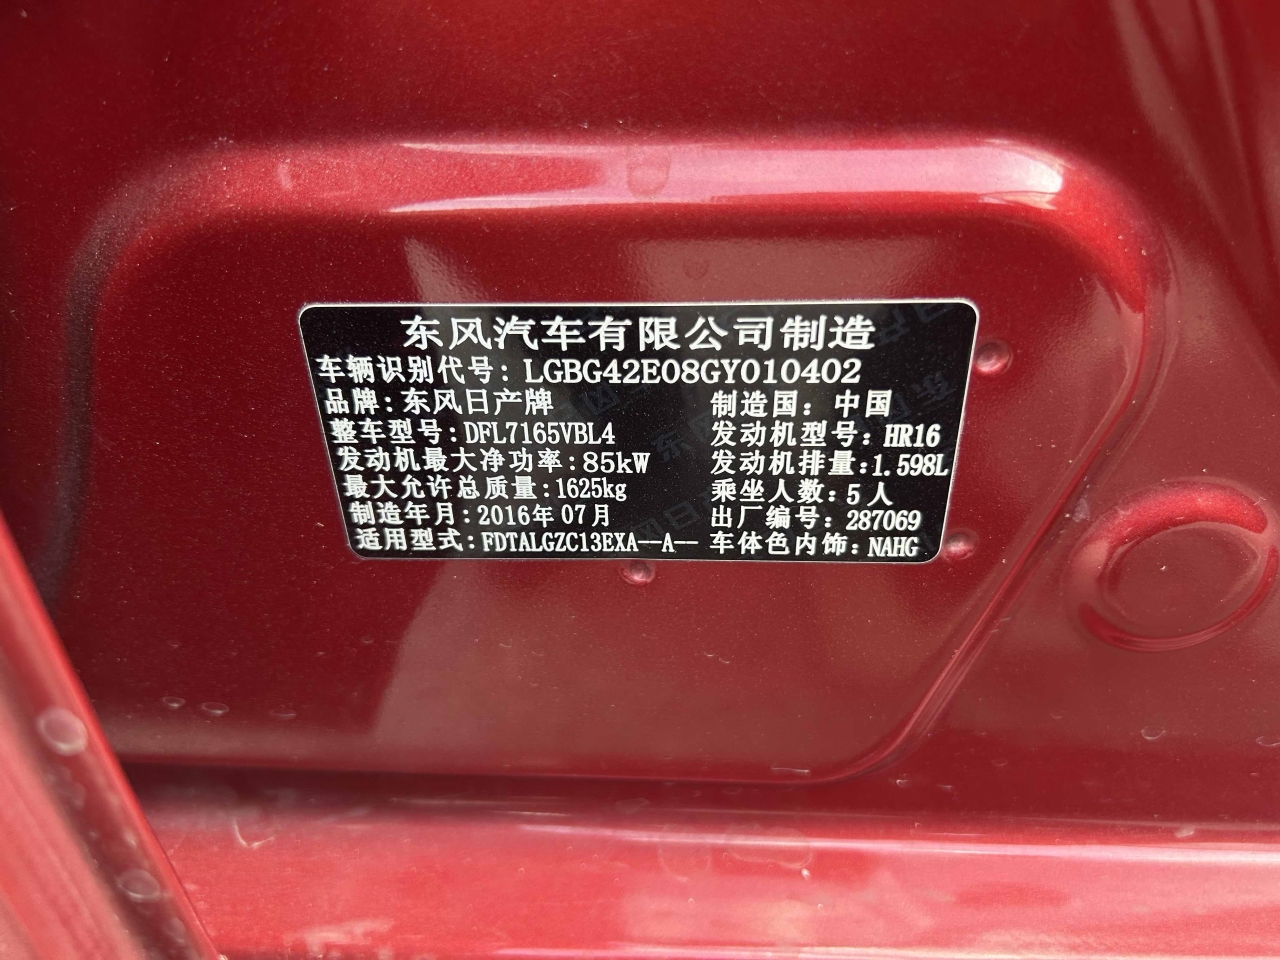 东风汽车有限公司制造
车辆识别代号: LGBG42E08GY010402
品牌: 东风日产牌 制造国: 中国
整车型号: DFL7165VBL4 发动机型号: HR16
发动机最大净功率: 85kW 发动机排量: 1.598L
最大允许总质量: 1625kg 乘坐人数: 5人
制造年月: 2016年07月 出厂编号: 287069
适用型式: FDTALGZC13EXA--A-- 车体色内饰: NAHG